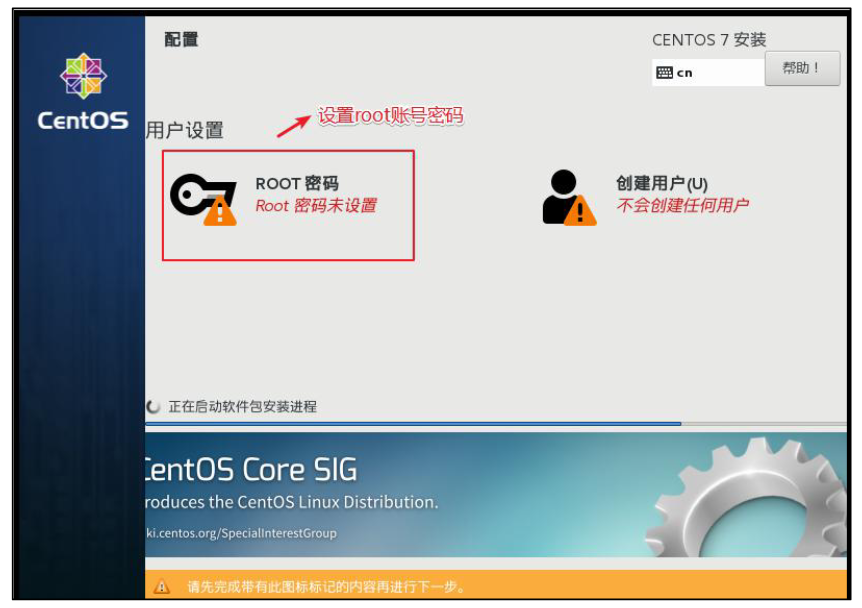 配置
CENTOS 7 安装
cn
帮助！
CentOS
设置root账号密码
用户设置
ROOT 密码
Root 密码未设置
创建用户(U)
不会创建任何用户
正在启动软件包安装进程
CentOS Core SIG
roduces the CentOS Linux Distribution.
ki.centos.org/SpecialInterestGroup
请先完成带有此图标标记的内容再进行下一步。